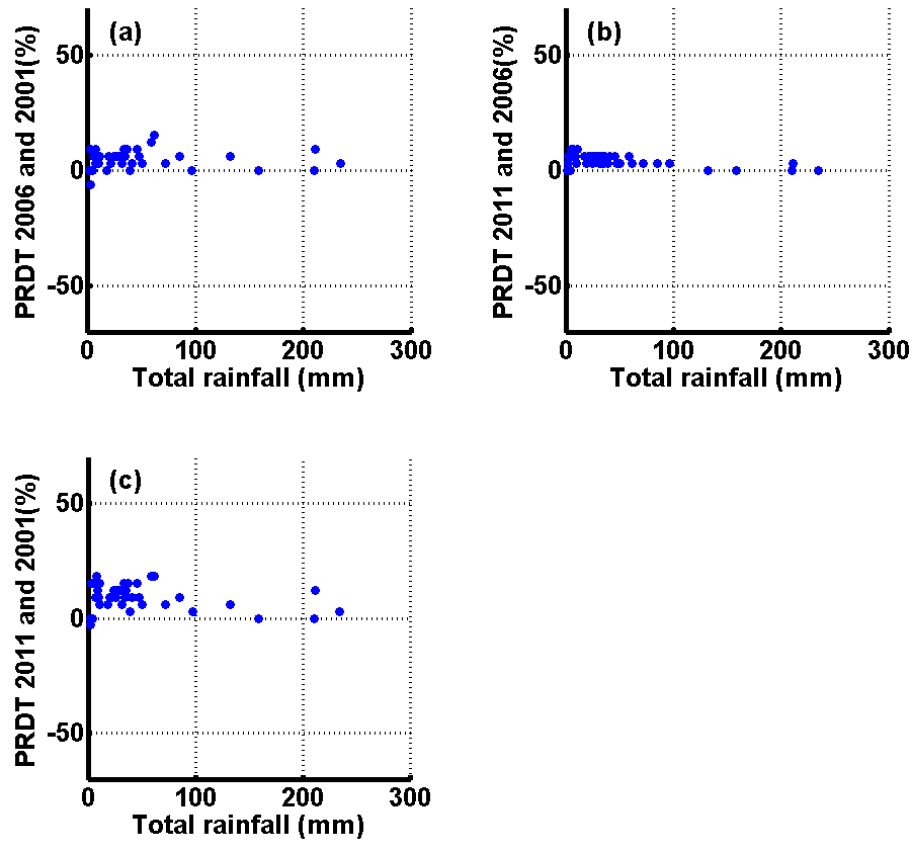 (a)
PRDT 2006 and 2001(%)
50
0
-50
0 100 200 300
Total rainfall (mm)
(b)
PRDT 2011 and 2006(%)
50
0
-50
0 100 200 300
Total rainfall (mm)
(c)
PRDT 2011 and 2001(%)
50
0
-50
0 100 200 300
Total rainfall (mm)